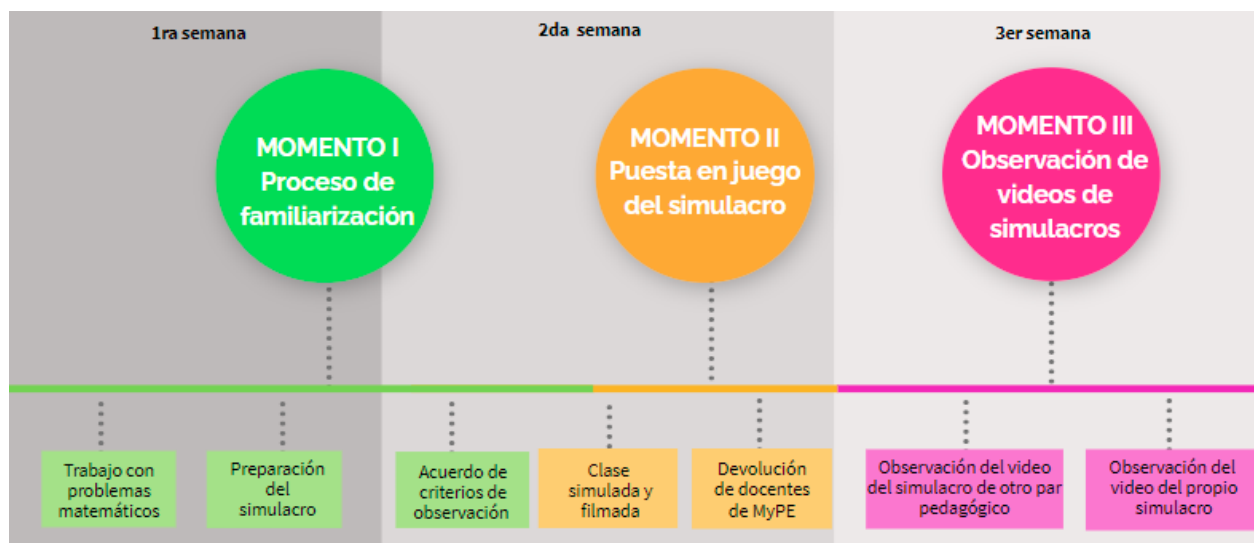 1ra semana
2da semana
3er semana
MOMENTO I
Proceso de
familiarización
MOMENTO II
Puesta en juego
del simulacro
MOMENTO III
Observación de
videos de
simulacros
Trabajo con
problemas
matemáticos
Preparación
del
simulacro
Acuerdo de
criterios de
observación
Clase
simulada y
filmada
Devolución
de docentes
de MyPE
Observación del video
del simulacro de otro par
pedagógico
Observación del
video del propio
simulacro